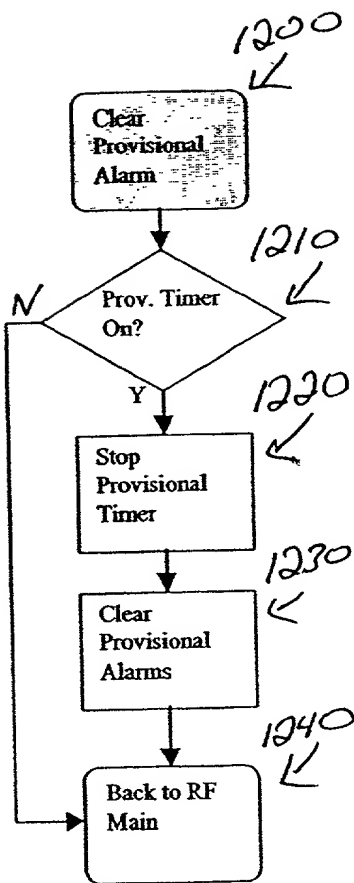 1200
Clear
Provisional
Alarm
1210
N
Prov. Timer
On?
Y
1220
Stop
Provisional
Timer
1230
Clear
Provisional
Alarms
1240
Back to RF
Main